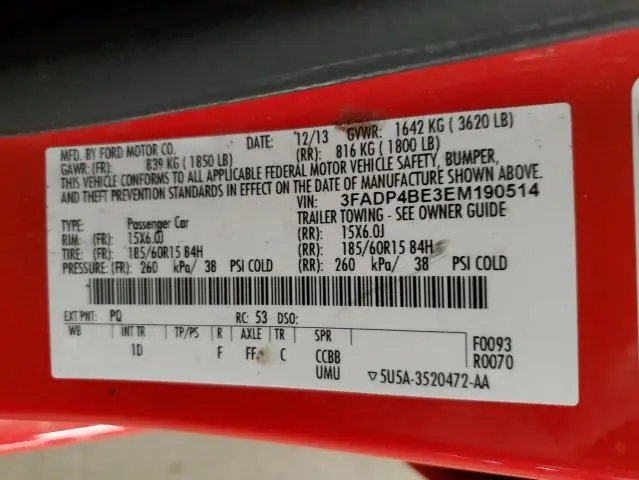 MFD. BY FORD MOTOR CO. DATE: 12/13 GVWR: 1642 KG ( 3620 LB)
GAWR: (FR): 839 KG ( 1850 LB) (RR): 816 KG ( 1800 LB)
THIS VEHICLE CONFORMS TO ALL APPLICABLE FEDERAL MOTOR VEHICLE SAFETY, BUMPER,
AND THEFT PREVENTION STANDARDS IN EFFECT ON THE DATE OF MANUFACTURE SHOWN ABOVE.
VIN: 3FADP4BE3EM190514
TYPE: Passenger Car TRAILER TOWING - SEE OWNER GUIDE
RIM: (FR): 15X6.0J (RR): 15X6.0J
TIRE: (FR): 185/60R15 84H (RR): 185/60R15 84H
PRESSURE: (FR): 260 kPa/ 38 PSI COLD (RR): 260 kPa/ 38 PSI COLD
EXT PNT: PQ RC: 53 DSO:
WB INT TR TP/PS R AXLE TR SPR F0093
1D F FF C CCBB R0070
UMU ▽5U5A-3520472-AA